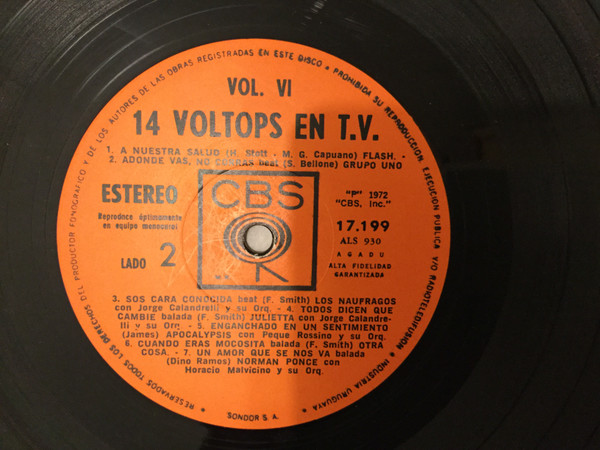 RESERVADOS TODOS LOS DERECHOS DEL PRODUCTOR FONOGRAFICO Y DE LOS AUTORES DE LAS OBRAS REGISTRADAS EN ESTE DISCO • PROHIBIDA SU REPRODUCCION, EJECUCION PUBLICA Y/O RADIOTELEDIFUSION • INDUSTRIA URUGUAYA
VOL. VI
14 VOLTOPS EN T.V.
1. A NUESTRA SALUD (H. Stott - M. G. Capuano) FLASH. -
2. ADONDE VAS, NO CORRAS beat (S. Bellone) GRUPO UNO
ESTEREO
Reproduce óptimamente
en equipo monoaural
LADO 2
CBS
"P" 1972
"CBS, Inc."
17.199
ALS 930
AGADU
ALTA FIDELIDAD
GARANTIZADA
3. SOS CARA CONOCIDA beat (F. Smith) LOS NAUFRAGOS
con Jorge Calandrelli y su Orq. - 4. TODOS DICEN QUE
CAMBIE balada (F. Smith) JULIETTA con Jorge Calandre-
lli y su Orq. - 5. ENGANCHADO EN UN SENTIMIENTO
(James) APOCALYPSIS con Peque Rossino y su Orq.
6. CUANDO ERAS MOCOSITA balada (F. Smith) OTRA
COSA. - 7. UN AMOR QUE SE NOS VA balada
(Dino Ramos) NORMAN PONCE con
Horacio Malvicino y su Orq.
SONDOR S. A.